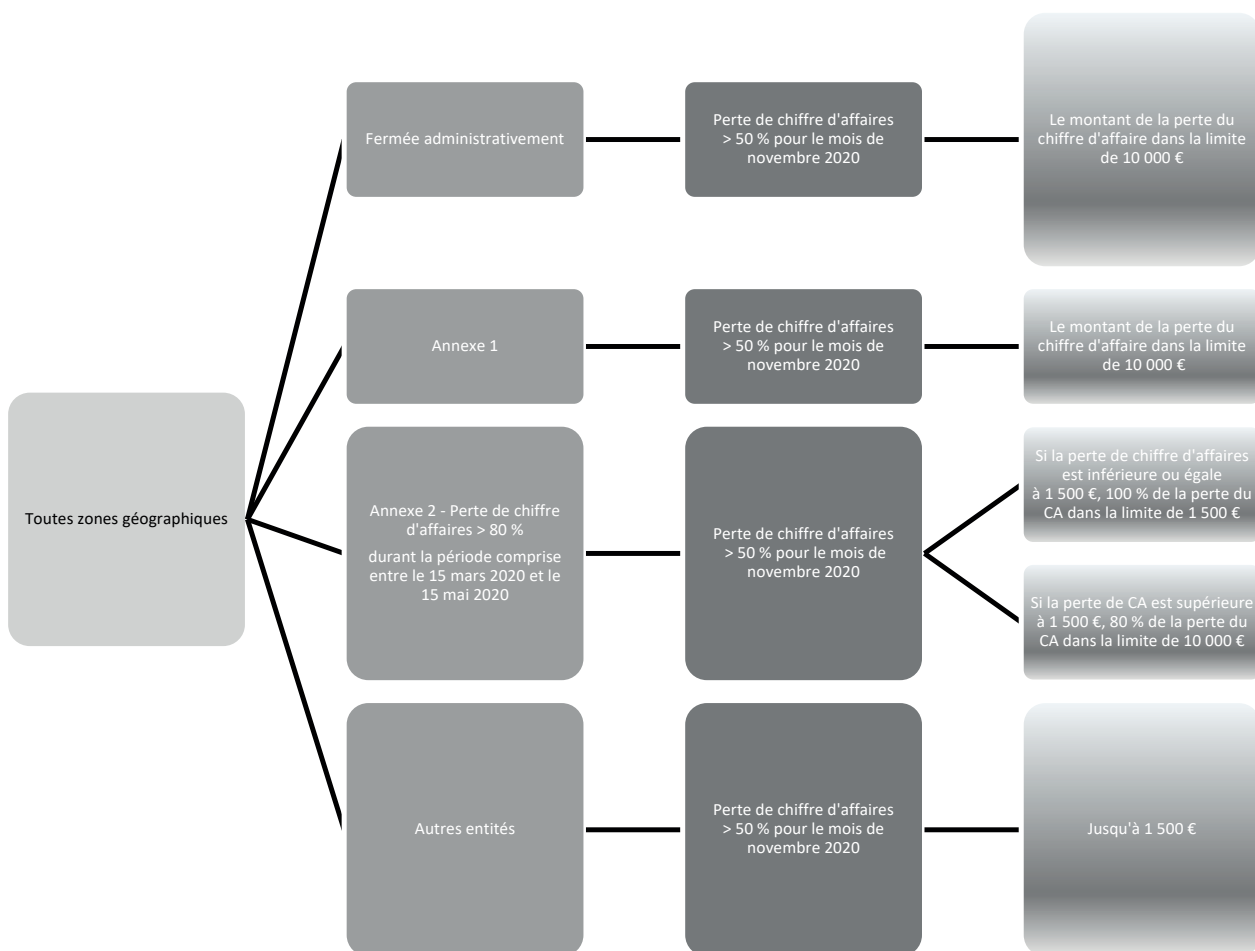 Toutes zones géographiques
Fermée administrativement
Perte de chiffre d'affaires
> 50 % pour le mois de
novembre 2020
Le montant de la perte du
chiffre d'affaire dans la limite
de 10 000 €
Annexe 1
Perte de chiffre d'affaires
> 50 % pour le mois de
novembre 2020
Le montant de la perte du
chiffre d'affaire dans la limite
de 10 000 €
Annexe 2 - Perte de chiffre
d'affaires > 80 %
durant la période comprise
entre le 15 mars 2020 et le
15 mai 2020
Perte de chiffre d'affaires
> 50 % pour le mois de
novembre 2020
Si la perte de chiffre d'affaires
est inférieure ou égale
à 1 500 €, 100 % de la perte du
CA dans la limite de 1 500 €
Si la perte de CA est supérieure
à 1 500 €, 80 % de la perte du
CA dans la limite de 10 000 €
Autres entités
Perte de chiffre d'affaires
> 50 % pour le mois de
novembre 2020
Jusqu'à 1 500 €